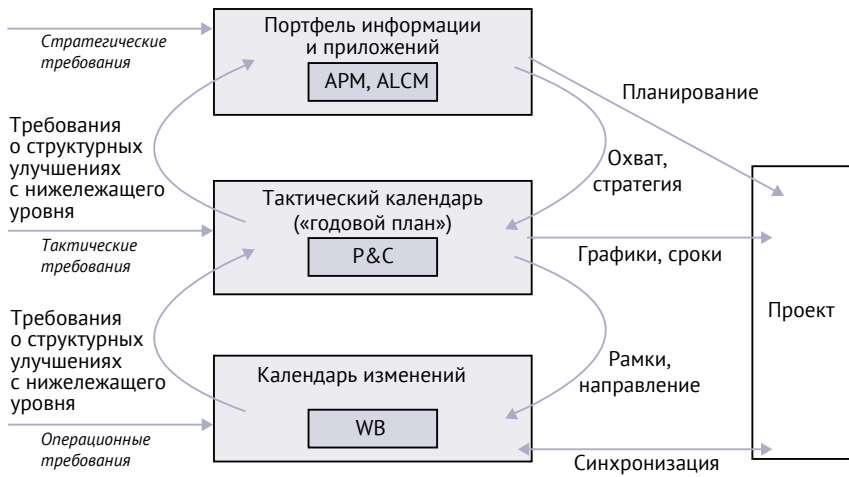 Стратегические
требования
Портфель информации
и приложений
APM, ALCM
Планирование
Требования
о структурных
улучшениях
с нижележащего
уровня
Охват,
стратегия
Тактический календарь
(«годовой план»)
P&C
Тактические
требования
Графики, сроки
Проект
Требования
о структурных
улучшениях
с нижележащего
уровня
Рамки,
направление
Календарь изменений
WB
Операционные
требования
Синхронизация